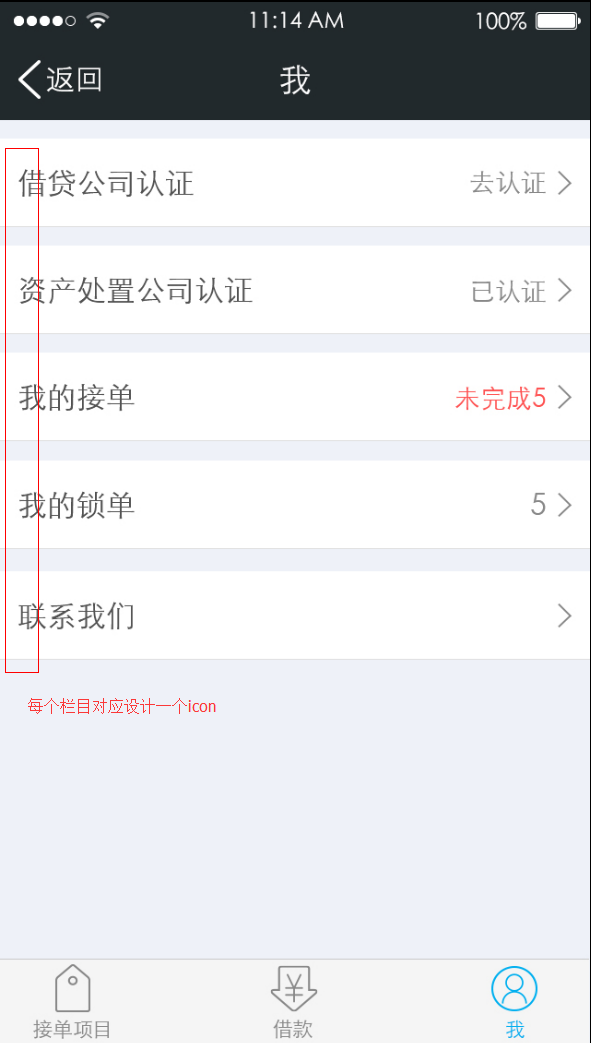 11:14 AM 100%
返回 我
借贷公司认证 去认证
资产处置公司认证 已认证
我的接单 未完成5
我的锁单 5
联系我们
每个栏目对应设计一个icon
接单项目 借款 我